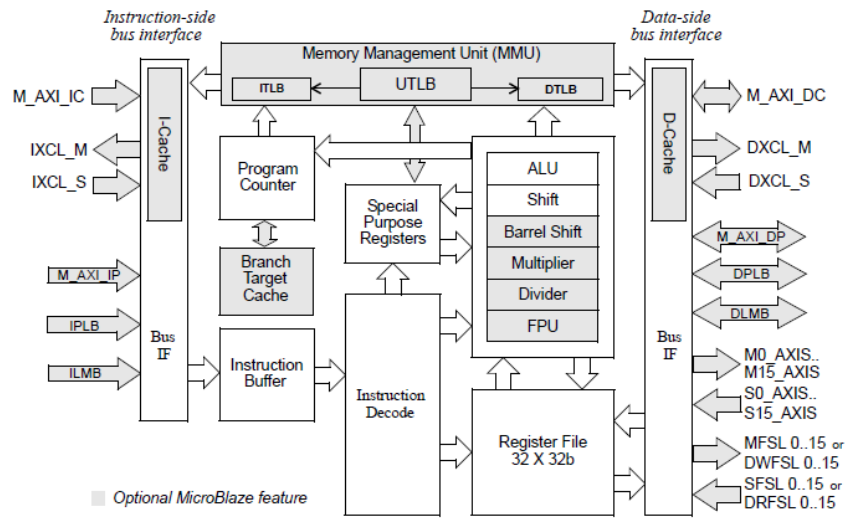 Instruction-side
bus interface
Data-side
bus interface
Memory Management Unit (MMU)
ITLB
UTLB
DTLB
M_AXI_IC
IXCL_M
IXCL_S
I-Cache
M_AXI_IP
IPLB
ILMB
Bus
IF
Program
Counter
Branch
Target
Cache
Special
Purpose
Registers
Instruction
Buffer
Instruction
Decode
ALU
Shift
Barrel Shift
Multiplier
Divider
FPU
Register File
32 X 32b
D-Cache
Bus
IF
M_AXI_DC
DXCL_M
DXCL_S
M_AXI_DP
DPLB
DLMB
M0_AXIS..
M15_AXIS
S0_AXIS..
S15_AXIS
MFSL 0..15 or
DWFSL 0..15
SFSL 0..15 or
DRFSL 0..15
Optional MicroBlaze feature